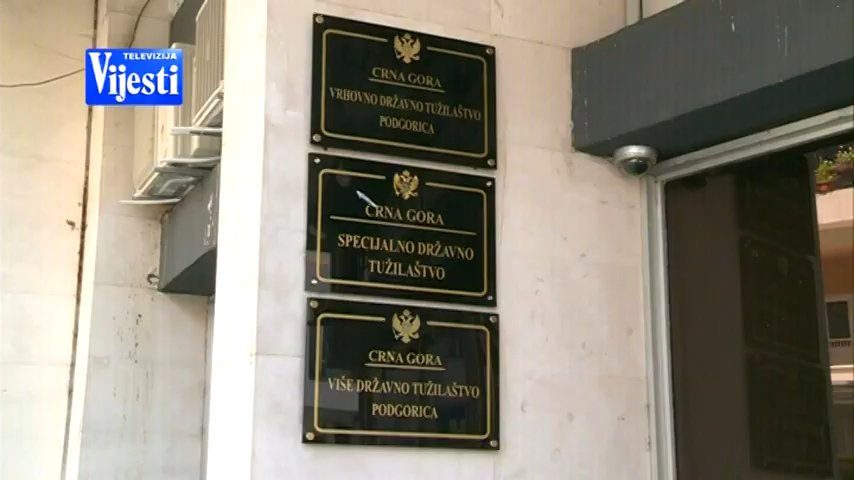 TELEVIZIJA
Vijesti
CRNA GORA
VRHOVNO DRŽAVNO TUŽILAŠTVO
PODGORICA
CRNA GORA
SPECIJALNO DRŽAVNO
TUŽILAŠTVO
CRNA GORA
VIŠE DRŽAVNO TUŽILAŠTVO
PODGORICA